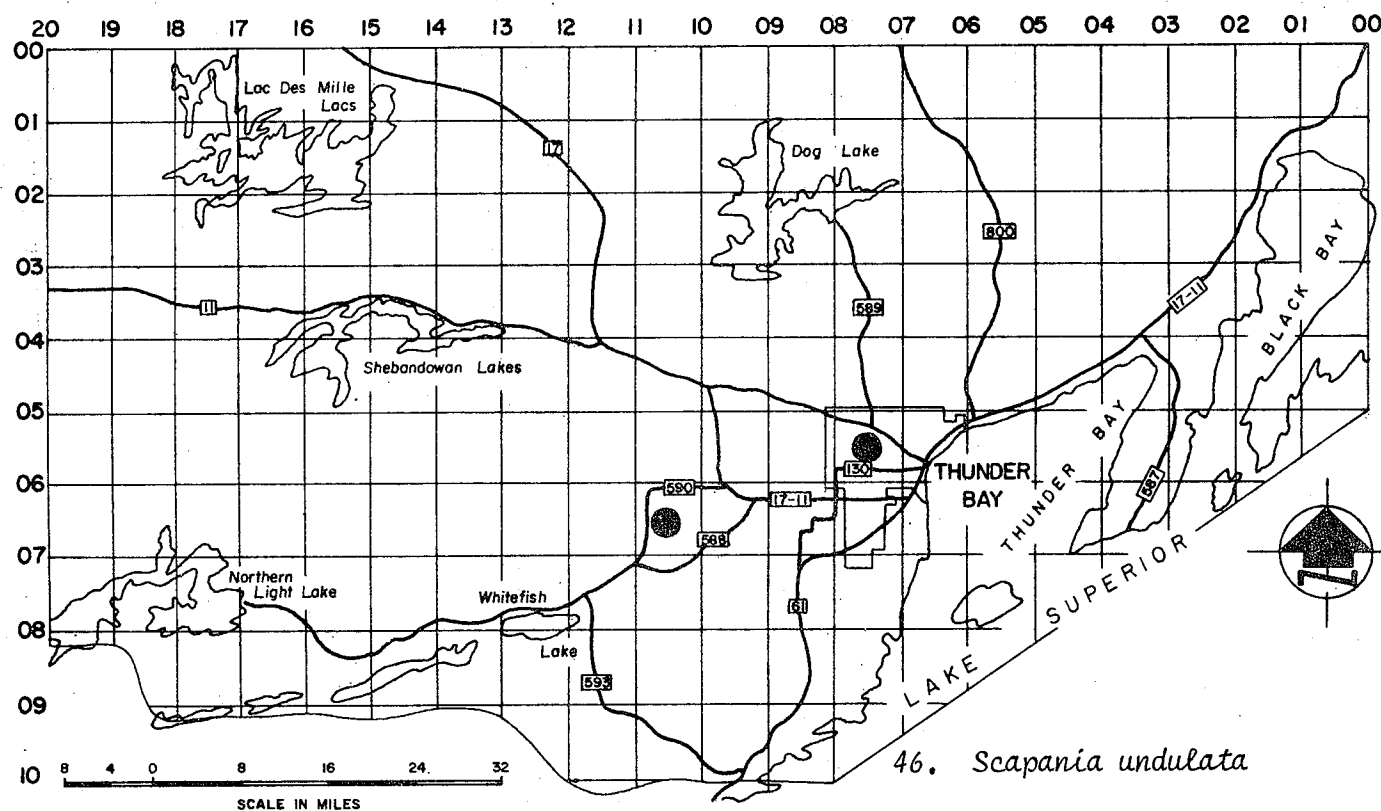 20 19 18 17 16 15 14 13 12 11 10 09 08 07 06 05 04 03 02 01 00
00
01
02
03
04
05
06
07
08
09
10
Lac Des Mille
Lacs
17
Dog Lake
800
BLACK BAY
17-11
589
11
Shebandowan Lakes
THUNDER BAY
130
THUNDER
BAY
590
17-11
587
588
Northern
Light Lake
Whitefish
Lake
61
593
LAKE SUPERIOR
N
8 4 0 8 16 24 32
SCALE IN MILES
46. Scapania undulata